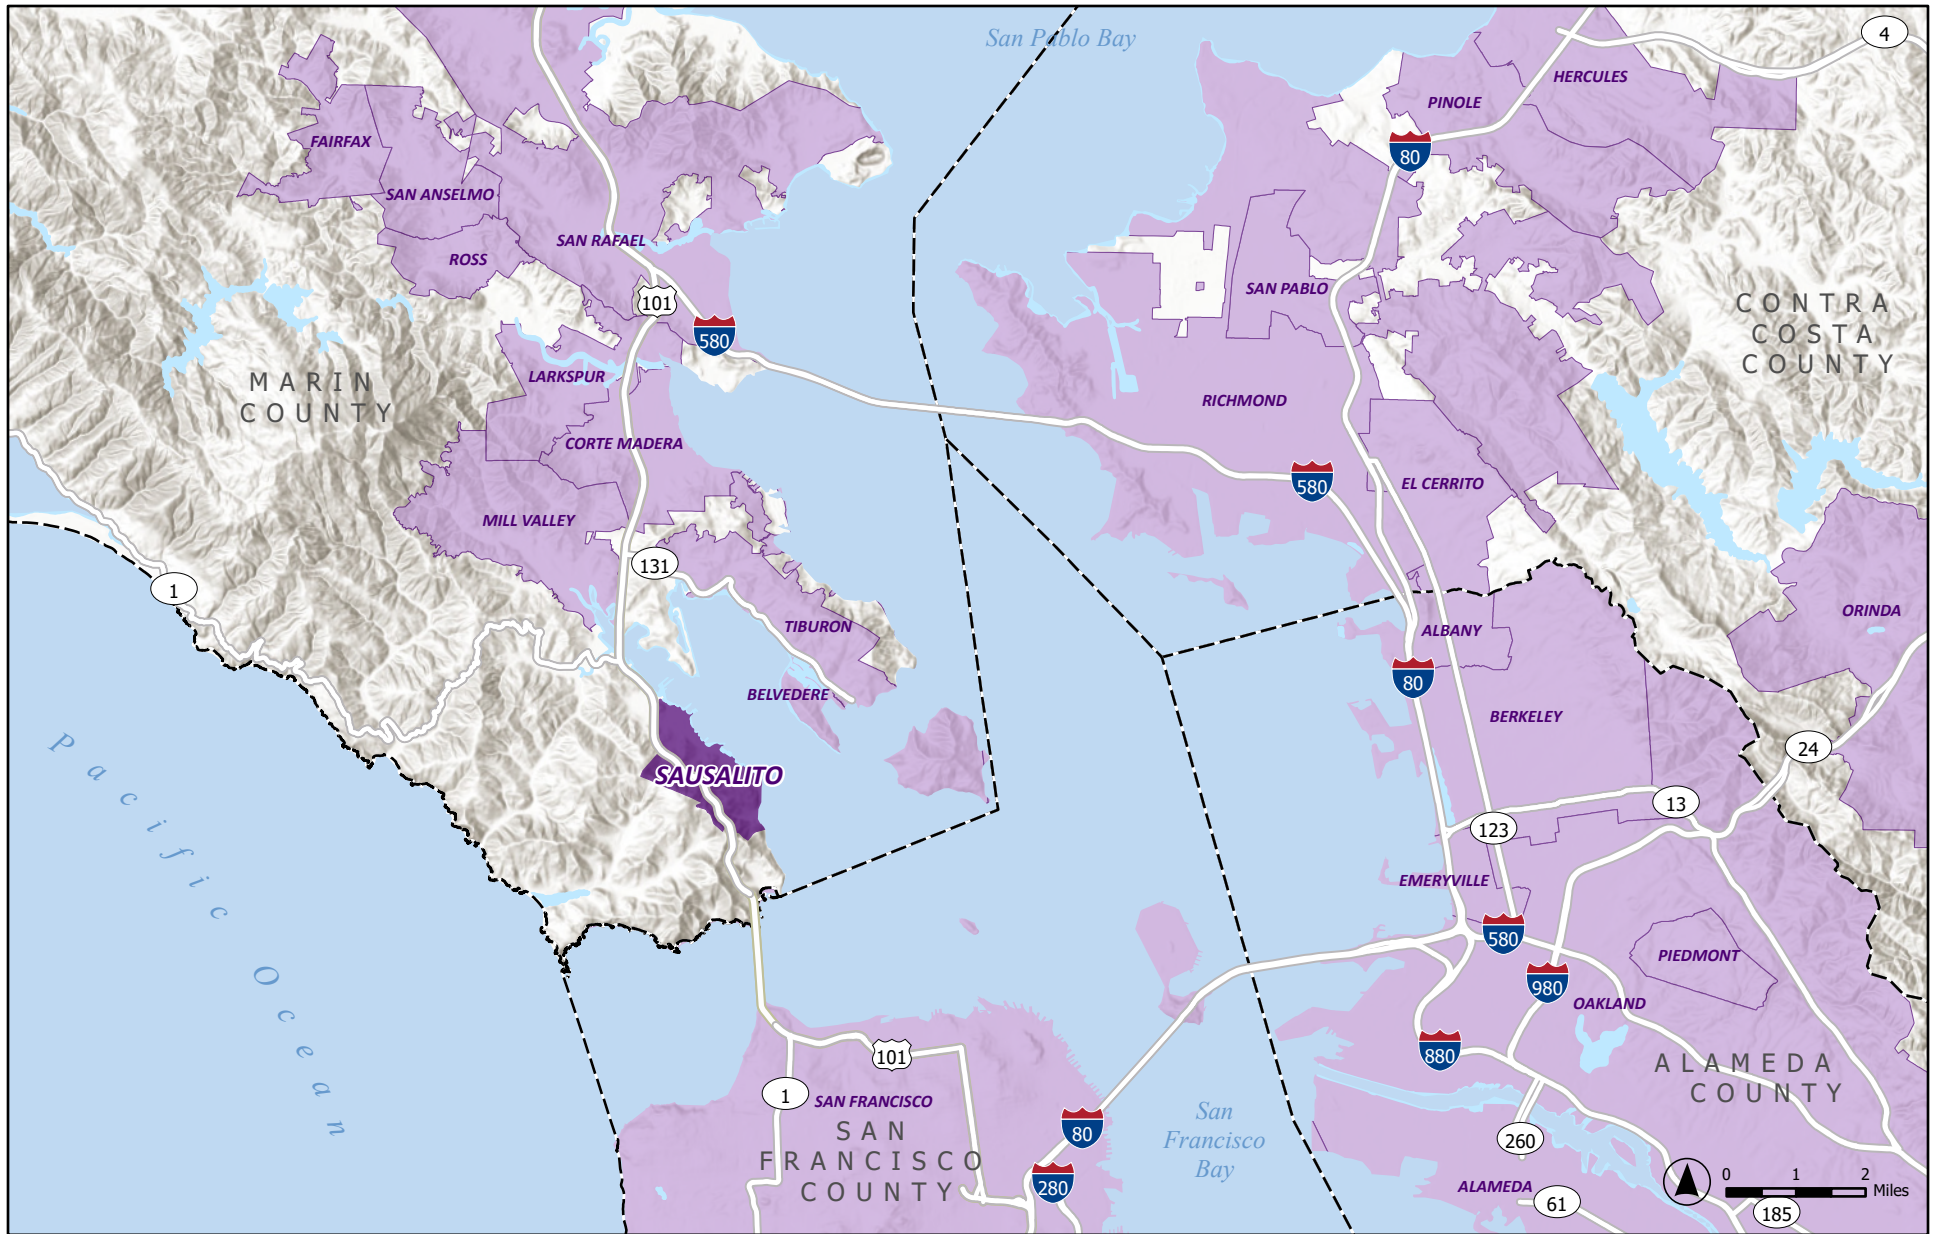 San Pablo Bay
4
HERCULES
PINOLE
FAIRFAX
80
SAN ANSELMO
SAN RAFAEL
ROSS
SAN PABLO
101
CONTRA
COSTA
COUNTY
580
MARIN
COUNTY
LARKSPUR
RICHMOND
CORTE MADERA
580
EL CERRITO
MILL VALLEY
131
1
ORINDA
TIBURON
ALBANY
80
BELVEDERE
BERKELEY
24
Pacific Ocean
SAUSALITO
13
123
EMERYVILLE
580
PIEDMONT
980
OAKLAND
880
101
ALAMEDA
COUNTY
1
SAN FRANCISCO
SAN
FRANCISCO
COUNTY
80
San
Francisco
Bay
260
280
ALAMEDA
61
185
0 1 2
Miles